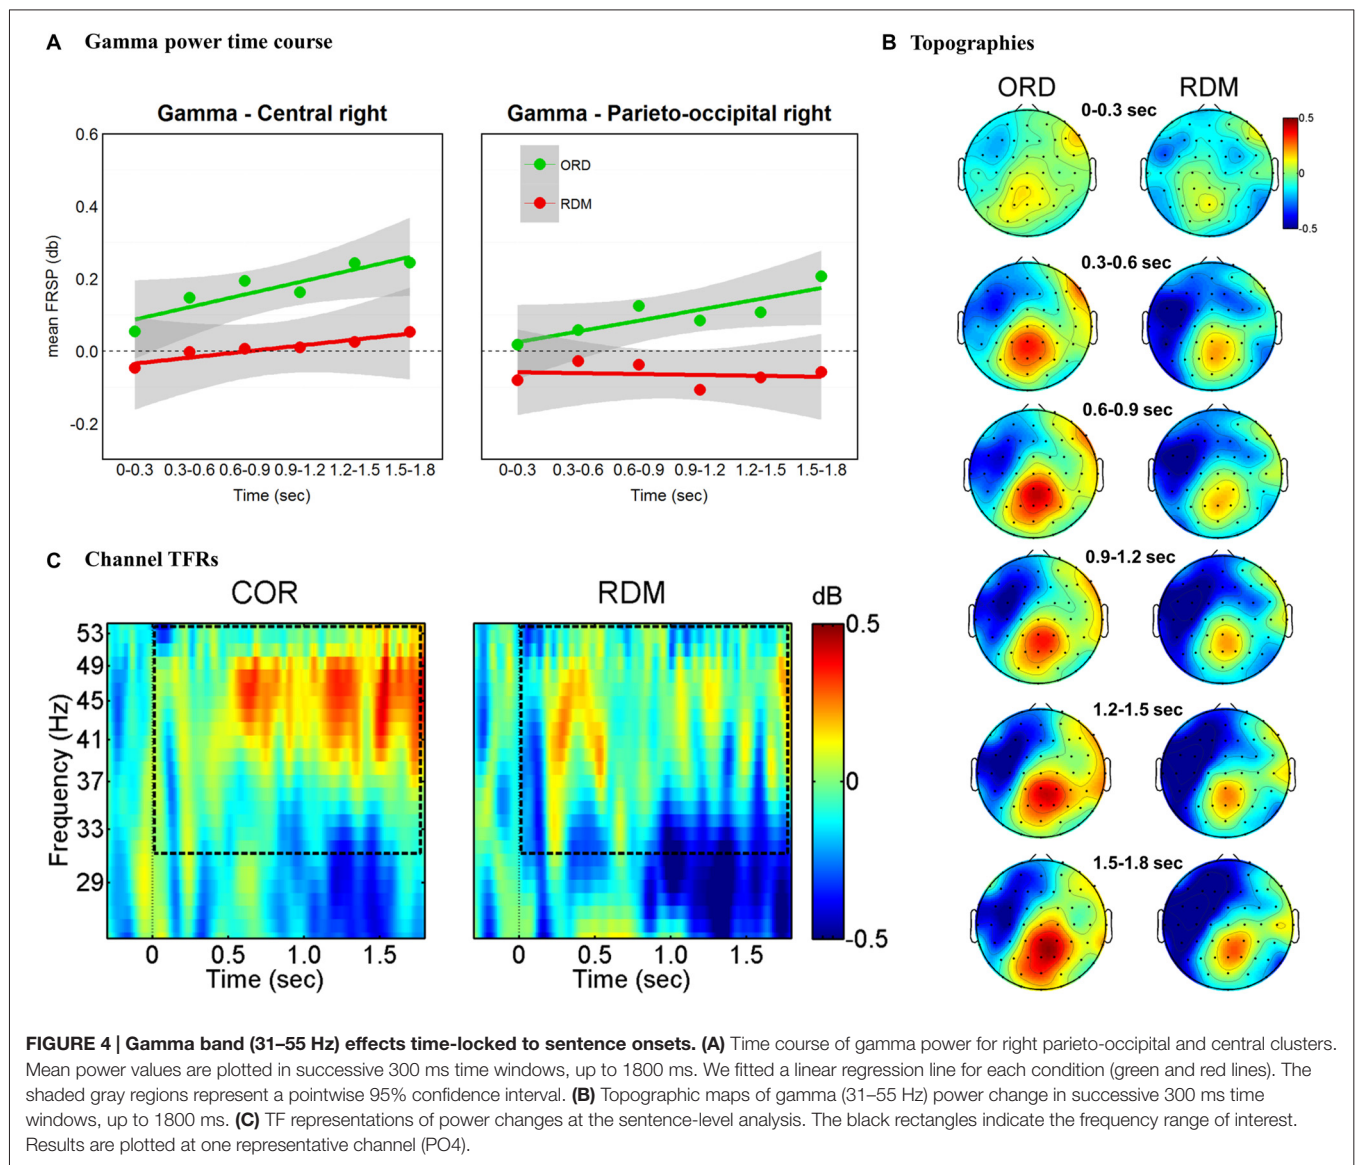 A Gamma power time course
Gamma - Central right
Gamma - Parieto-occipital right
mean FRSP (db)
0.6
0.4
0.2
0.0
-0.2
ORD
RDM
0-0.3 0.3-0.6 0.6-0.9 0.9-1.2 1.2-1.5 1.5-1.8
Time (sec)
0-0.3 0.3-0.6 0.6-0.9 0.9-1.2 1.2-1.5 1.5-1.8
Time (sec)
B Topographies
ORD RDM
0-0.3 sec
0.5
0
-0.5
0.3-0.6 sec
0.6-0.9 sec
0.9-1.2 sec
1.2-1.5 sec
1.5-1.8 sec
C Channel TFRs
COR RDM dB
Frequency (Hz)
53
49
45
41
37
33
29
0 0.5 1.0 1.5
Time (sec)
0 0.5 1.0 1.5
Time (sec)
0.5
0
-0.5
FIGURE 4 | Gamma band (31–55 Hz) effects time-locked to sentence onsets. (A) Time course of gamma power for right parieto-occipital and central clusters.
Mean power values are plotted in successive 300 ms time windows, up to 1800 ms. We fitted a linear regression line for each condition (green and red lines). The
shaded gray regions represent a pointwise 95% confidence interval. (B) Topographic maps of gamma (31–55 Hz) power change in successive 300 ms time
windows, up to 1800 ms. (C) TF representations of power changes at the sentence-level analysis. The black rectangles indicate the frequency range of interest.
Results are plotted at one representative channel (PO4).